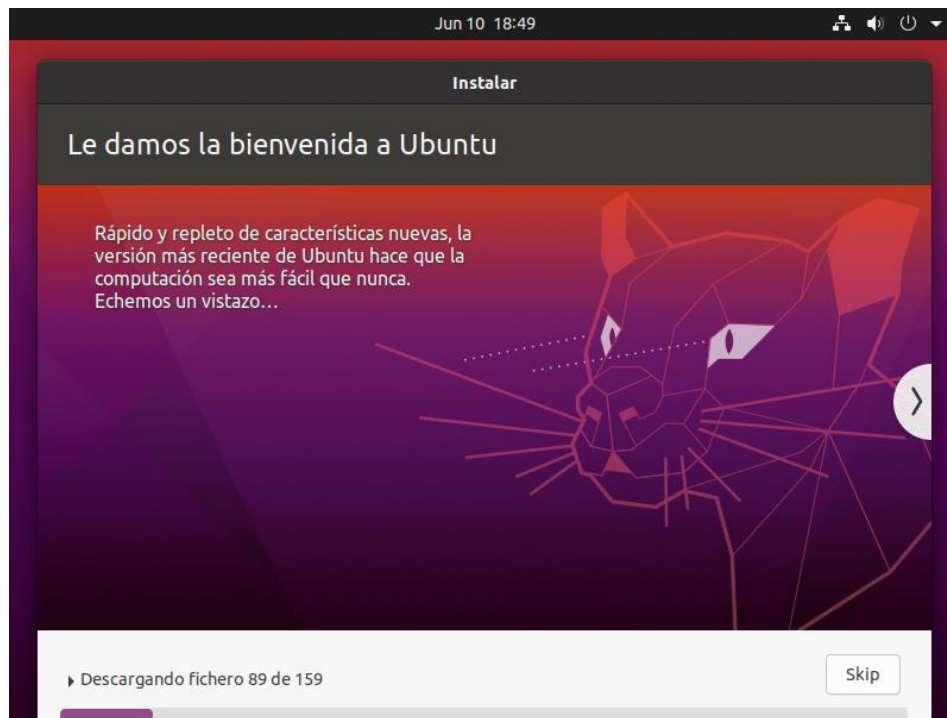 Jun 10 18:49
Instalar
Le damos la bienvenida a Ubuntu
Rápido y repleto de características nuevas, la
versión más reciente de Ubuntu hace que la
computación sea más fácil que nunca.
Echemos un vistazo…
Descargando fichero 89 de 159
Skip